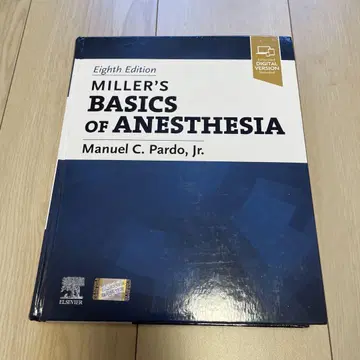 Eighth Edition
DIGITAL
VERSION
MILLER'S
BASICS
OF ANESTHESIA
Manuel C. Pardo, Jr.
ELSEVIER